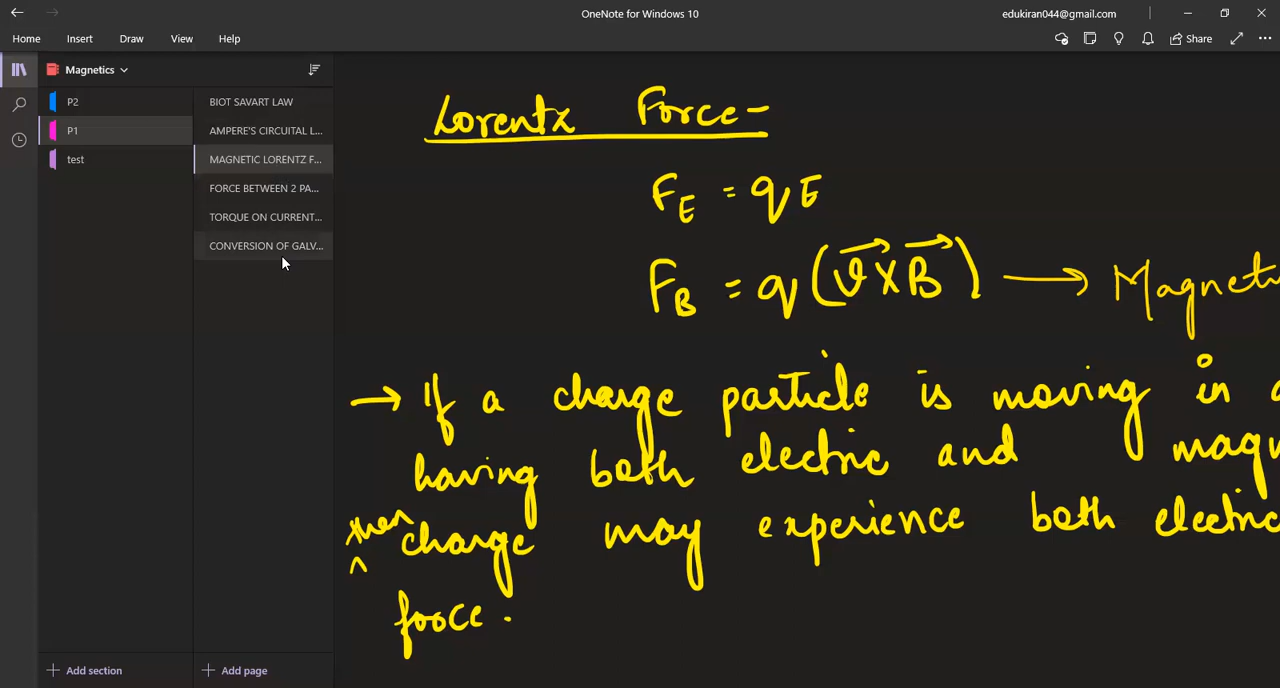 OneNote for Windows 10
edukiran044@gmail.com
Home Insert Draw View Help
Share
Magnetics
P2
P1
test
BIOT SAVART LAW
AMPERE'S CIRCUITAL L...
MAGNETIC LORENTZ F...
FORCE BETWEEN 2 PA...
TORQUE ON CURRENT...
CONVERSION OF GALV...
Add section
Add page
Lorentz Force-
F_E = qE
F_B = q(v⃗ X B⃗) → Magneti
→ If a charge particle is moving in a
having both electric and magn
then
^ charge may experience both electric
force.